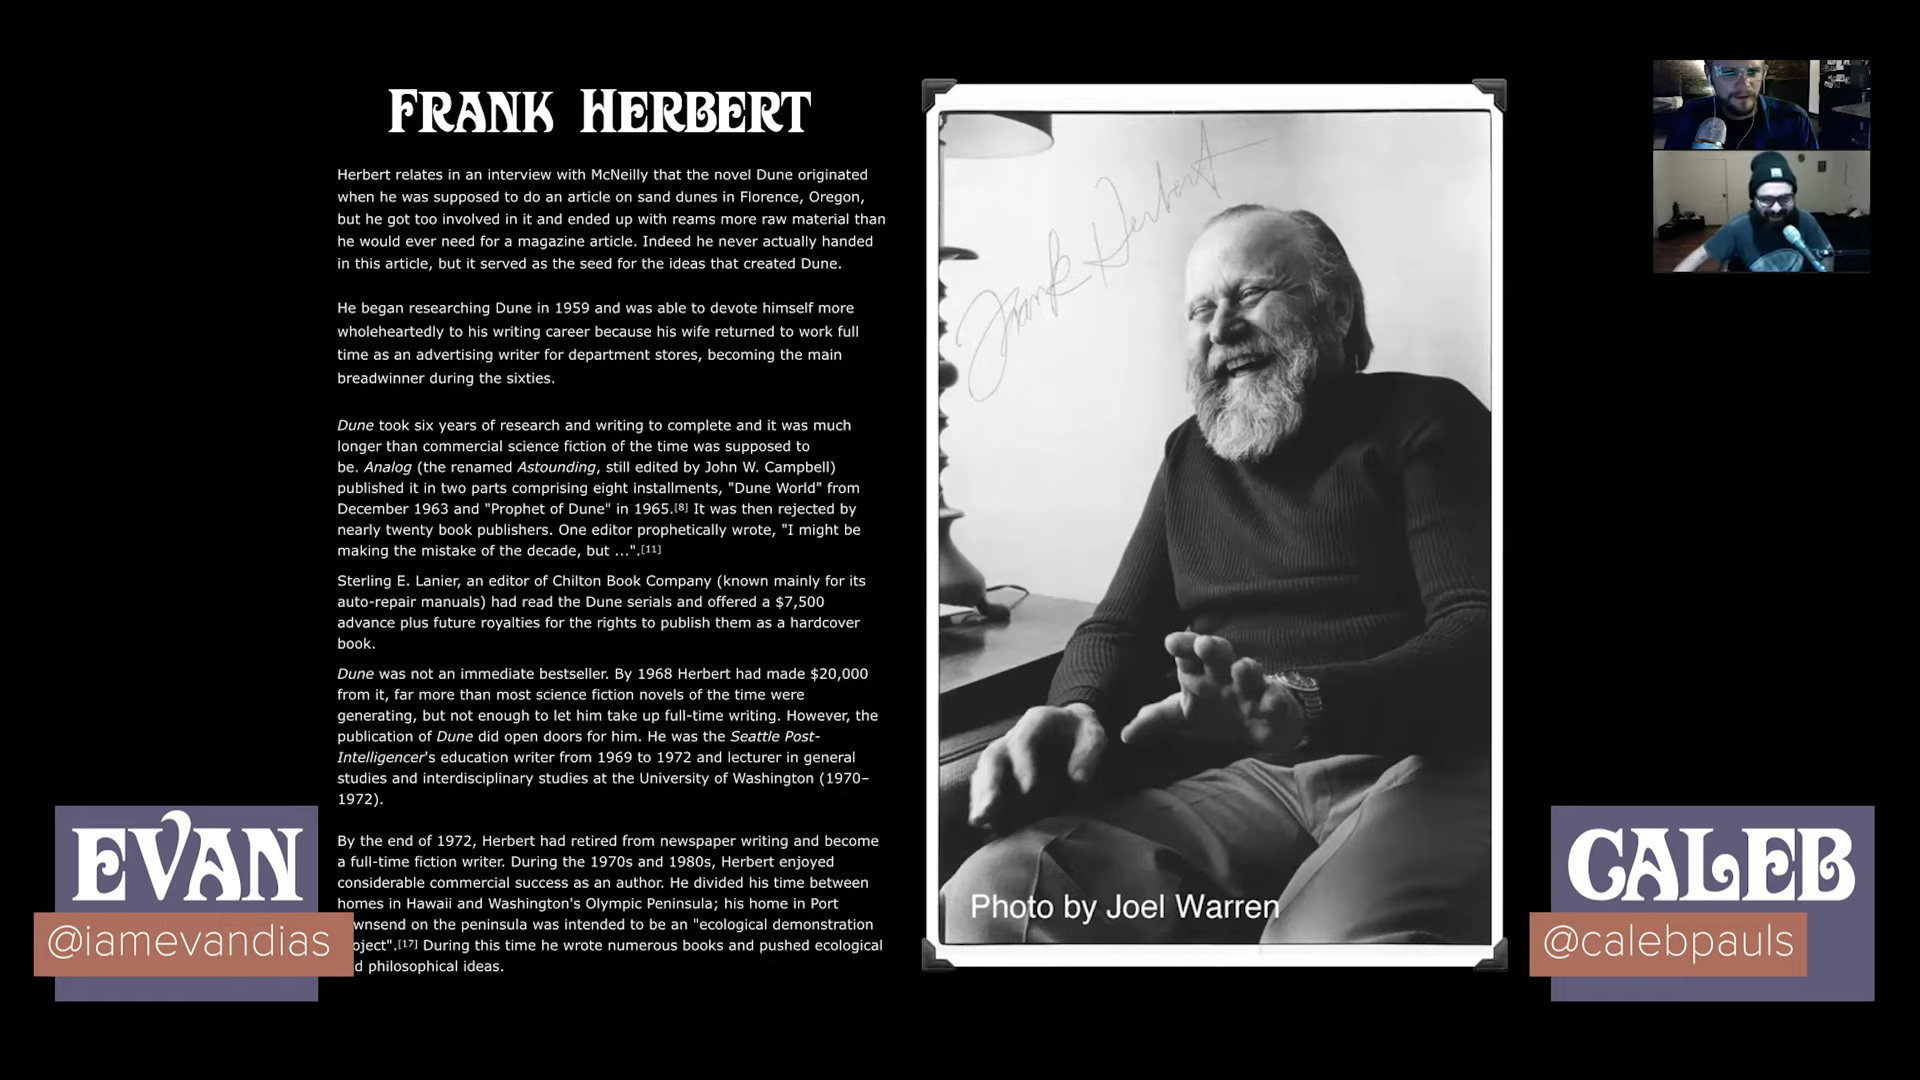 FRANK HERBERT
Herbert relates in an interview with McNeilly that the novel Dune originated
when he was supposed to do an article on sand dunes in Florence, Oregon,
but he got too involved in it and ended up with reams more raw material than
he would ever need for a magazine article. Indeed he never actually handed
in this article, but it served as the seed for the ideas that created Dune.
He began researching Dune in 1959 and was able to devote himself more
wholeheartedly to his writing career because his wife returned to work full
time as an advertising writer for department stores, becoming the main
breadwinner during the sixties.
Dune took six years of research and writing to complete and it was much
longer than commercial science fiction of the time was supposed to
be. Analog (the renamed Astounding, still edited by John W. Campbell)
published it in two parts comprising eight installments, "Dune World" from
December 1963 and "Prophet of Dune" in 1965.[8] It was then rejected by
nearly twenty book publishers. One editor prophetically wrote, "I might be
making the mistake of the decade, but ...".[11]
Sterling E. Lanier, an editor of Chilton Book Company (known mainly for its
auto-repair manuals) had read the Dune serials and offered a $7,500
advance plus future royalties for the rights to publish them as a hardcover
book.
Dune was not an immediate bestseller. By 1968 Herbert had made $20,000
from it, far more than most science fiction novels of the time were
generating, but not enough to let him take up full-time writing. However, the
publication of Dune did open doors for him. He was the Seattle Post-
Intelligencer's education writer from 1969 to 1972 and lecturer in general
studies and interdisciplinary studies at the University of Washington (1970–
1972).
By the end of 1972, Herbert had retired from newspaper writing and become
a full-time fiction writer. During the 1970s and 1980s, Herbert enjoyed
considerable commercial success as an author. He divided his time between
homes in Hawaii and Washington's Olympic Peninsula; his home in Port
wnsend on the peninsula was intended to be an "ecological demonstration
oject".[17] During this time he wrote numerous books and pushed ecological
d philosophical ideas.
Frank Herbert
Photo by Joel Warren
EVAN
@iamevandias
CALEB
@calebpauls